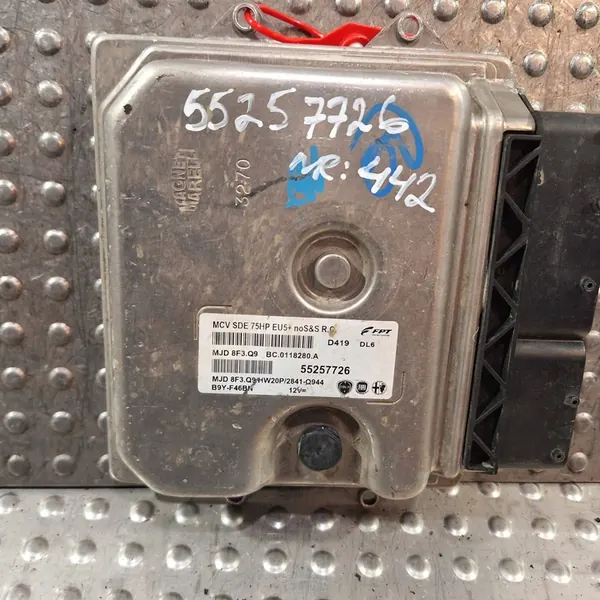 55257726
NR: 442
MAGNETI
MARELLI
3270
MCV SDE 75HP EU5+ noS&S R.O
FPT
D419 DL6
MJD 8F3.Q9 BC.0118280.A
55257726
MJD 8F3.Q9/HW20P/2841-Q944
B9Y-F46BN 12V=